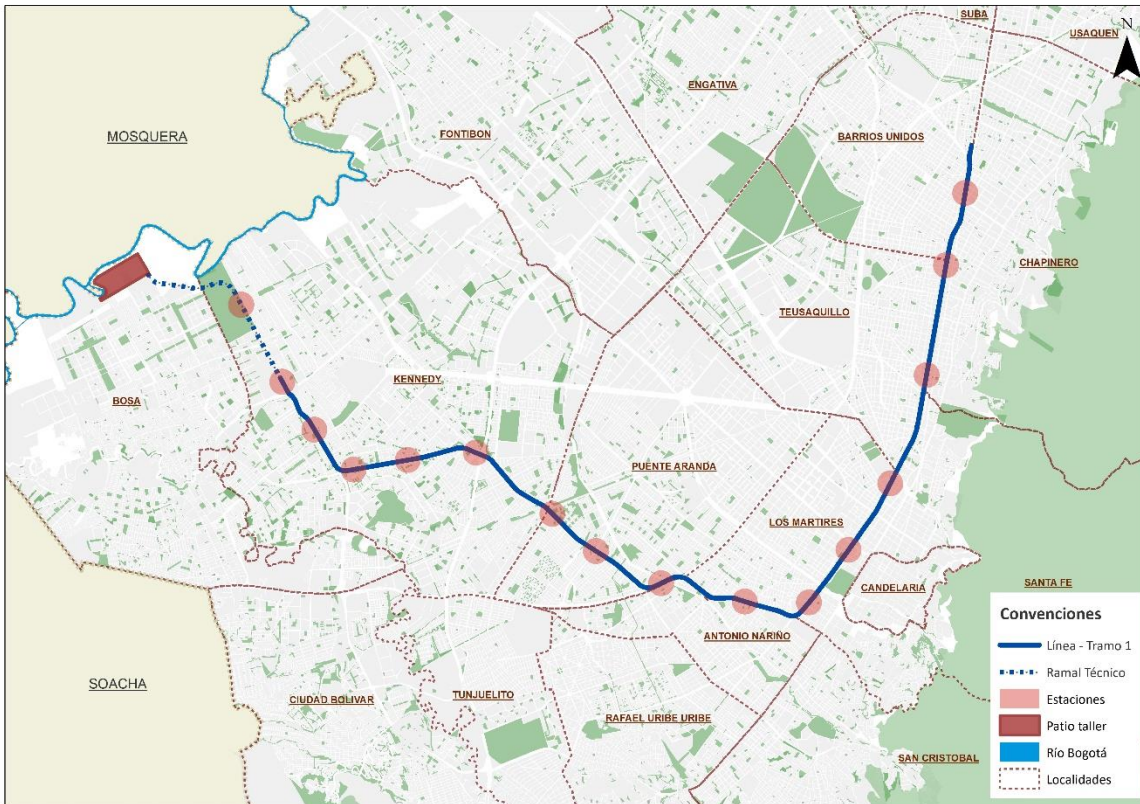 SUBA
N
USAQUEN
ENGATIVA
MOSQUERA
FONTIBON
BARRIOS UNIDOS
CHAPINERO
TEUSAQUILLO
KENNEDY
BOSA
PUENTE ARANDA
LOS MARTIRES
CANDELARIA
SANTA FE
ANTONIO NARIÑO
SOACHA
CIUDAD BOLIVAR
TUNJUELITO
RAFAEL URIBE URIBE
SAN CRISTOBAL
Convenciones
Línea - Tramo 1
Ramal Técnico
Estaciones
Patio taller
Río Bogotá
Localidades